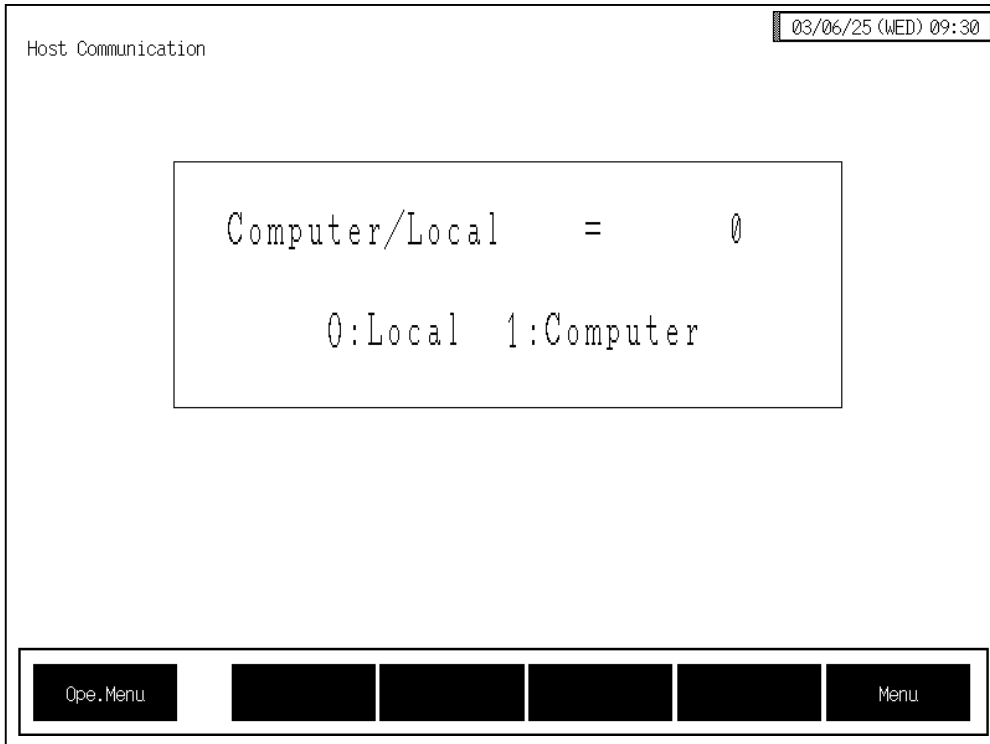 03/06/25(WED) 09:30
Host Communication
Computer/Local = 0
0:Local 1:Computer
Ope.Menu Menu